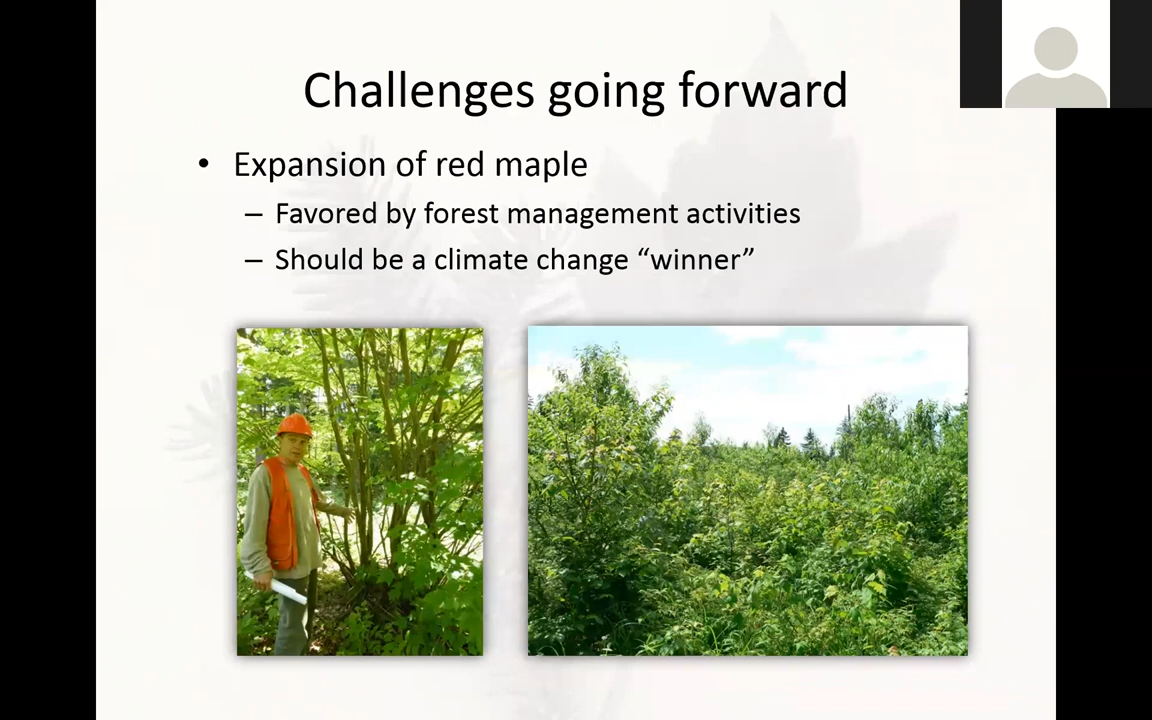 Challenges going forward
• Expansion of red maple
– Favored by forest management activities
– Should be a climate change “winner”